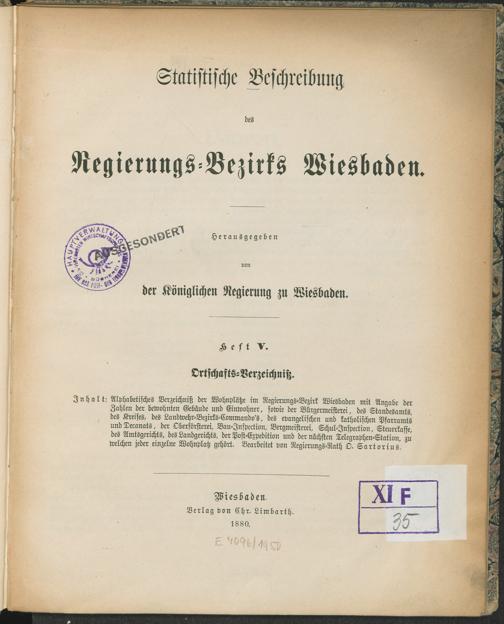 Statistische Beschreibung
des
Regierungs-Bezirks Wiesbaden.
Herausgegeben
von
der Königlichen Regierung zu Wiesbaden.
Heft V.
Ortschafts-Verzeichniß.
Inhalt: Alphabetisches Verzeichniß der Wohnplätze im Regierungs-Bezirk Wiesbaden mit Angabe der
Zahlen der bewohnten Gebäude und Einwohner, sowie der Bürgermeisterei, des Standesamts,
des Kreises, des Landwehr-Bezirks-Commando's, des evangelischen und katholischen Pfarramts
und Decanats, der Oberförsterei, Bau-Inspection, Bergmeisterei, Schul-Inspection, Steuerkasse,
des Amtsgerichts, des Landgerichts, der Post-Expedition und der nächsten Telegraphen-Station, zu
welchen jeder einzelne Wohnplatz gehört. Bearbeitet von Regierungs-Rath O. Sartorius.
Wiesbaden.
Verlag von Chr. Limbarth.
1880.
HAUPTVERWALTUNG
AUSGESONDERT
XI F
35
E 4096/1950